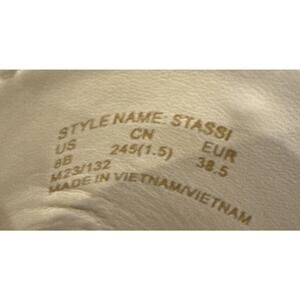 STYLE NAME: STASSI
US CN EUR
8B 245(1.5) 38.5
M23/132
MADE IN VIETNAM/VIETNAM